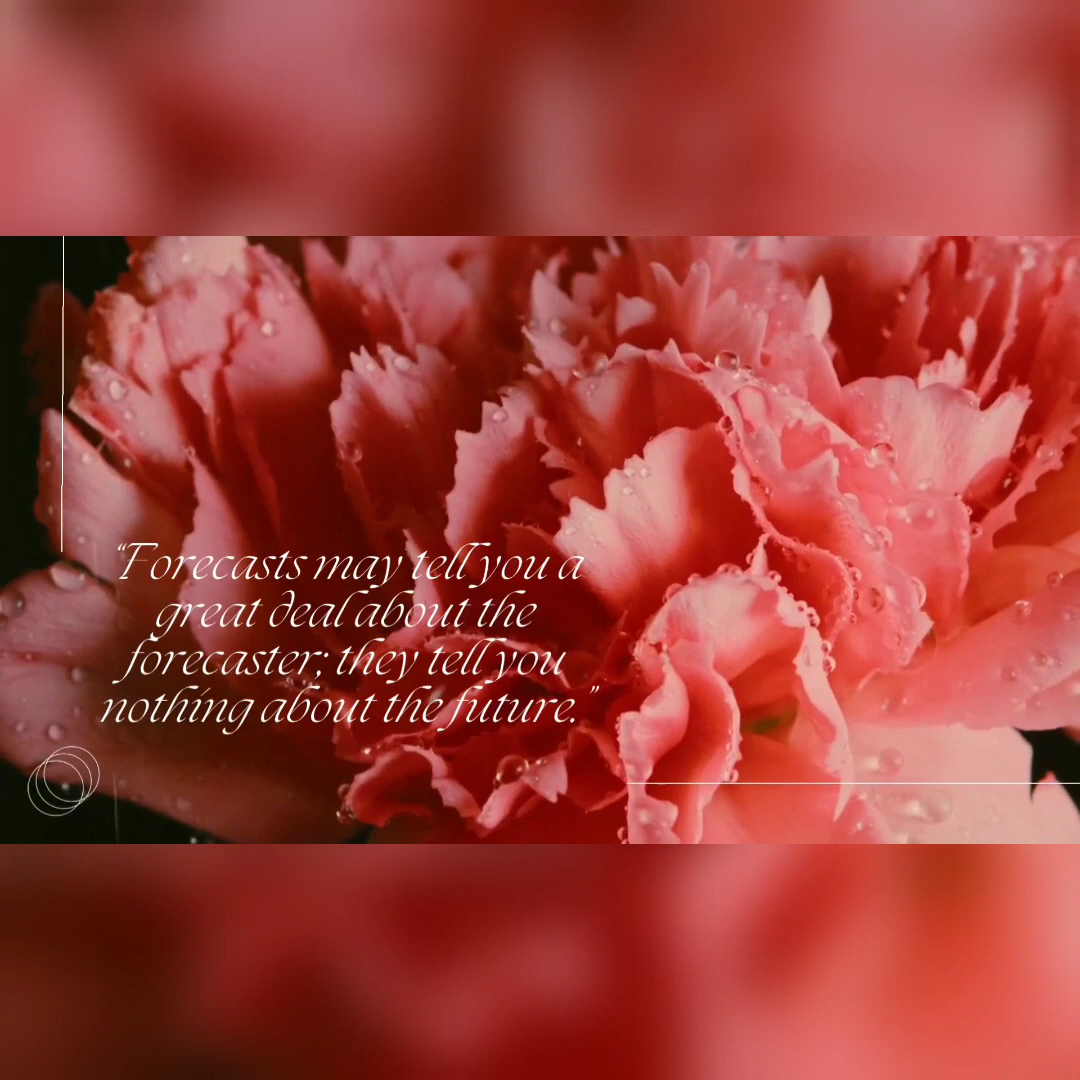 “Forecasts may tell you a
great deal about the
forecaster; they tell you
nothing about the future.”